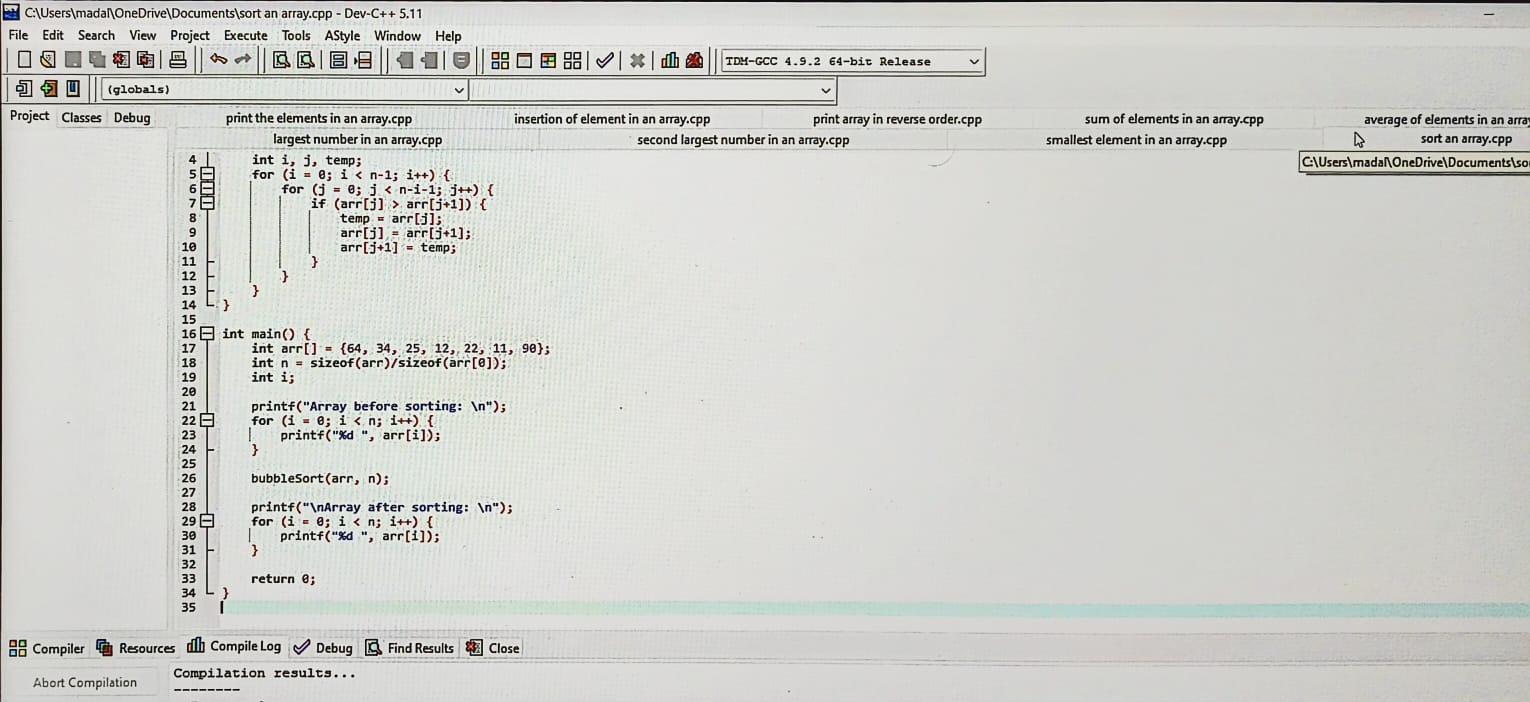 C:\Users\madal\OneDrive\Documents\sort an array.cpp - Dev-C++ 5.11
File Edit Search View Project Execute Tools AStyle Window Help
TDM-GCC 4.9.2 64-bit Release
(globals)
Project Classes Debug
print the elements in an array.cpp insertion of element in an array.cpp print array in reverse order.cpp sum of elements in an array.cpp average of elements in an array
largest number in an array.cpp second largest number in an array.cpp smallest element in an array.cpp sort an array.cpp
C:\Users\madal\OneDrive\Documents\so
4 int i, j, temp;
5 for (i = 0; i < n-1; i++) {
6 for (j = 0; j < n-i-1; j++) {
7 if (arr[j] > arr[j+1]) {
8 temp = arr[j];
9 arr[j] = arr[j+1];
10 arr[j+1] = temp;
11 }
12 }
13 }
14 }
15
16 int main() {
17 int arr[] = {64, 34, 25, 12, 22, 11, 90};
18 int n = sizeof(arr)/sizeof(arr[0]);
19 int i;
20
21 printf("Array before sorting: \n");
22 for (i = 0; i < n; i++) {
23 printf("%d ", arr[i]);
24 }
25
26 bubbleSort(arr, n);
27
28 printf("\nArray after sorting: \n");
29 for (i = 0; i < n; i++) {
30 printf("%d ", arr[i]);
31 }
32
33 return 0;
34 }
35
Compiler Resources Compile Log Debug Find Results Close
Abort Compilation
Compilation results...
--------